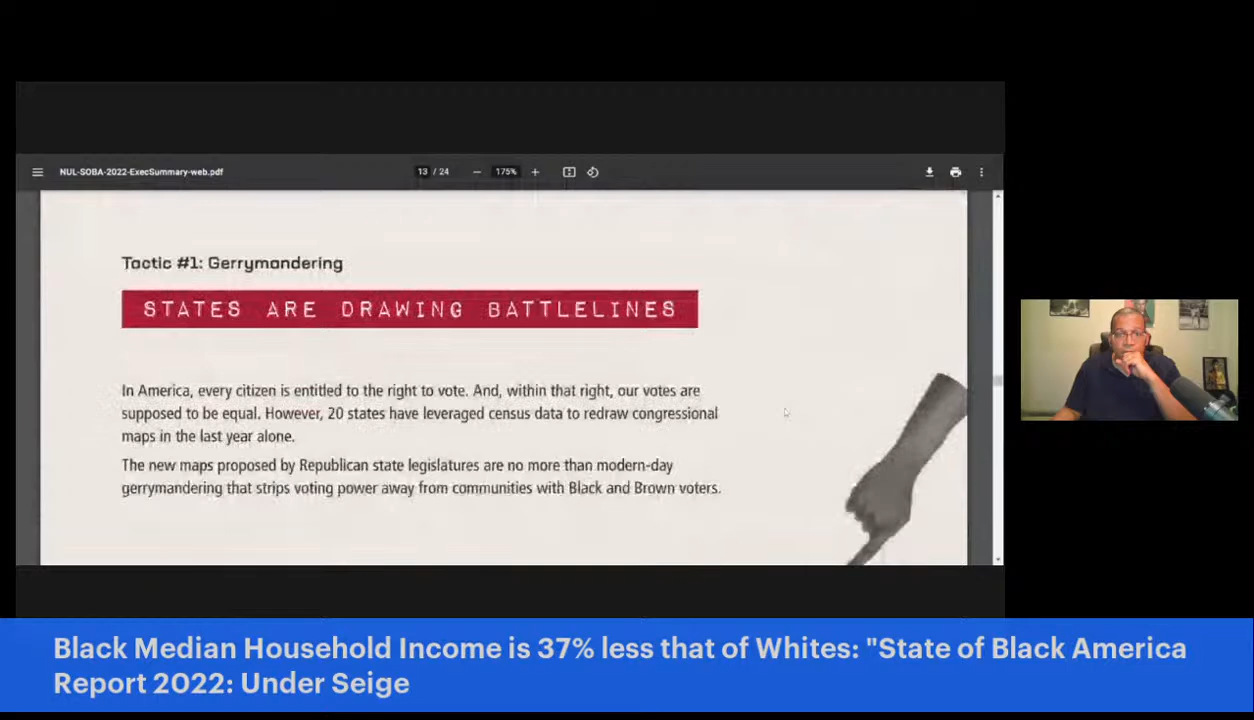 NUL-SOBA-2022-ExecSummary-web.pdf
13 / 24
175%
Tactic #1: Gerrymandering
STATES ARE DRAWING BATTLELINES
In America, every citizen is entitled to the right to vote. And, within that right, our votes are
supposed to be equal. However, 20 states have leveraged census data to redraw congressional
maps in the last year alone.
The new maps proposed by Republican state legislatures are no more than modern-day
gerrymandering that strips voting power away from communities with Black and Brown voters.
Black Median Household Income is 37% less that of Whites: "State of Black America
Report 2022: Under Seige